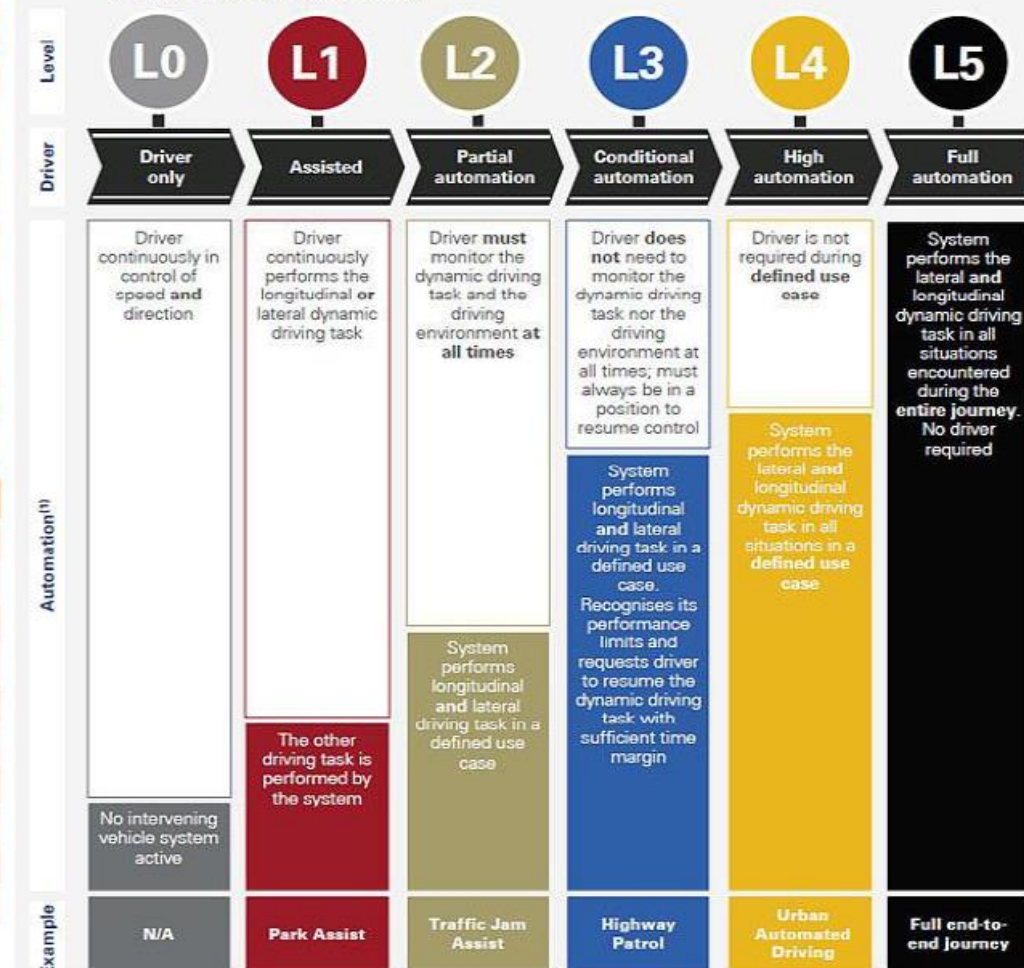 Level
L0
L1
L2
L3
L4
L5
Driver
Driver
only
Assisted
Partial
automation
Conditional
automation
High
automation
Full
automation
Automation(1)
Driver
continuously in
control of
speed and
direction
No intervening
vehicle system
active
Driver
continuously
performs the
longitudinal or
lateral dynamic
driving task
The other
driving task is
performed by
the system
Driver must
monitor the
dynamic driving
task and the
driving
environment at
all times
System
performs
longitudinal
and lateral
driving task in a
defined use
case
Driver does
not need to
monitor the
dynamic driving
task nor the
driving
environment at
all times; must
always be in a
position to
resume control
System
performs
longitudinal
and lateral
driving task in a
defined use
case.
Recognises its
performance
limits and
requests driver
to resume the
dynamic driving
task with
sufficient time
margin
Driver is not
required during
defined use
case
System
performs the
lateral and
longitudinal
dynamic driving
task in all
situations in a
defined use
case
System
performs the
lateral and
longitudinal
dynamic driving
task in all
situations
encountered
during the
entire journey.
No driver
required
Example
N/A
Park Assist
Traffic Jam
Assist
Highway
Patrol
Urban
Automated
Driving
Full end-to-
end journey